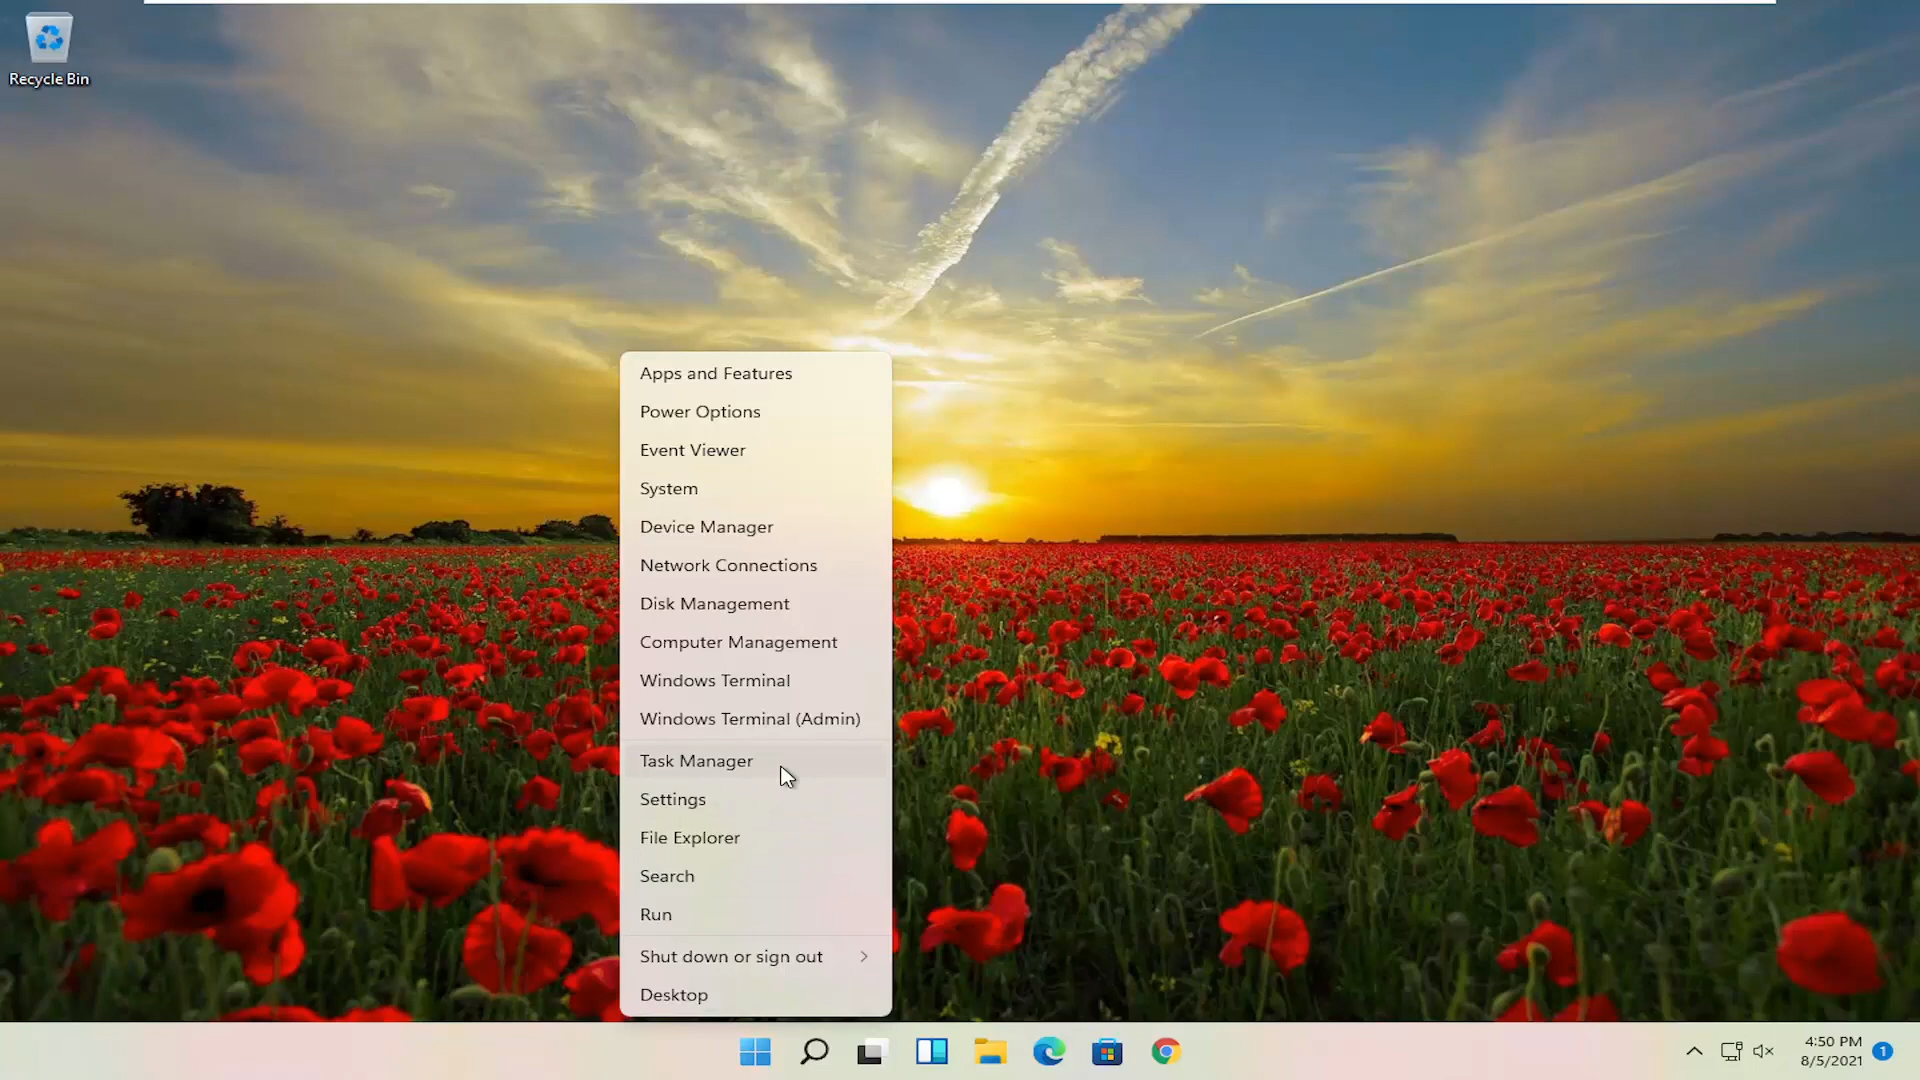 Recycle Bin
Apps and Features
Power Options
Event Viewer
System
Device Manager
Network Connections
Disk Management
Computer Management
Windows Terminal
Windows Terminal (Admin)
Task Manager
Settings
File Explorer
Search
Run
Shut down or sign out
Desktop
4:50 PM
8/5/2021
1